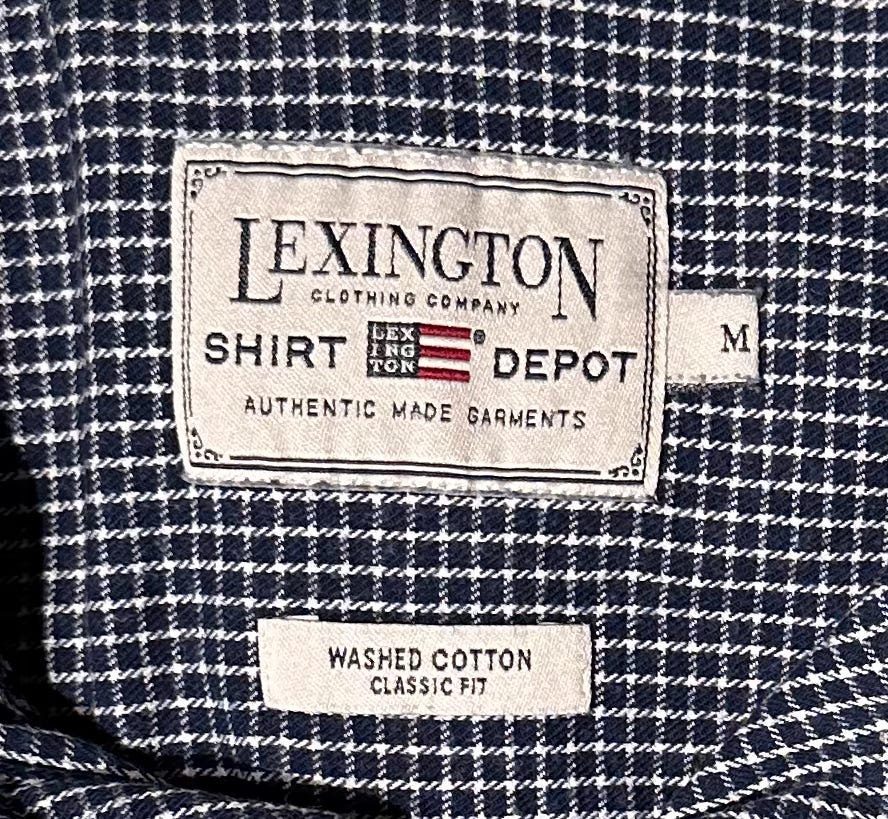 LEXINGTON
CLOTHING COMPANY
SHIRT DEPOT
LEX
ING
TON
®
AUTHENTIC MADE GARMENTS
M
WASHED COTTON
CLASSIC FIT